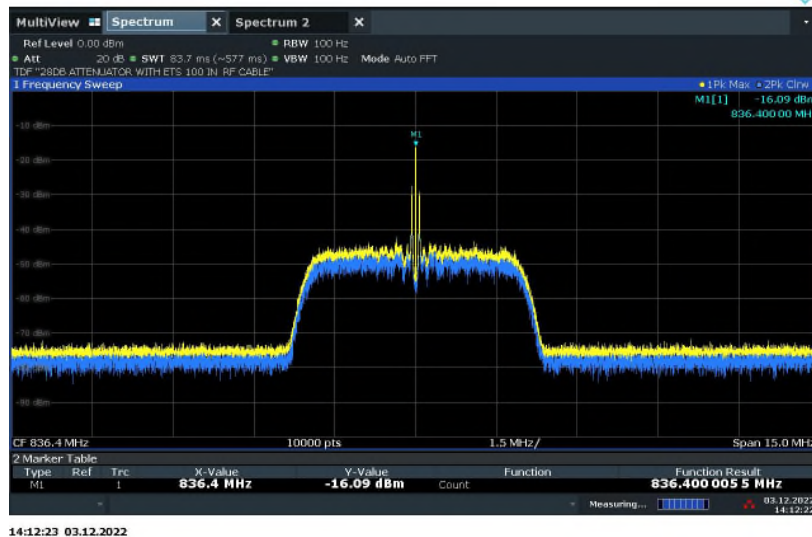 MultiView Spectrum X Spectrum 2 X
Ref Level 0.00 dBm RBW 100 Hz
Att 20 dB SWT 83.7 ms (~577 ms) VBW 100 Hz Mode Auto FFT
TDF "28DB ATTENUATOR WITH ETS 100 IN RF CABLE"
1 Frequency Sweep 1Pk Max 2Pk Clrw
M1[1] -16.09 dBm
836.400 00 MH
M1
-10 dBm
-20 dBm
-30 dBm
-40 dBm
-50 dBm
-60 dBm
-70 dBm
-90 dBm
CF 836.4 MHz 10000 pts 1.5 MHz/ Span 15.0 MHz
2 Marker Table
Type Ref Trc X-Value Y-Value Function Function Result
M1 1 836.4 MHz -16.09 dBm Count 836.400 005 5 MHz
Measuring... 03.12.2022
14:12:22
14:12:23 03.12.2022